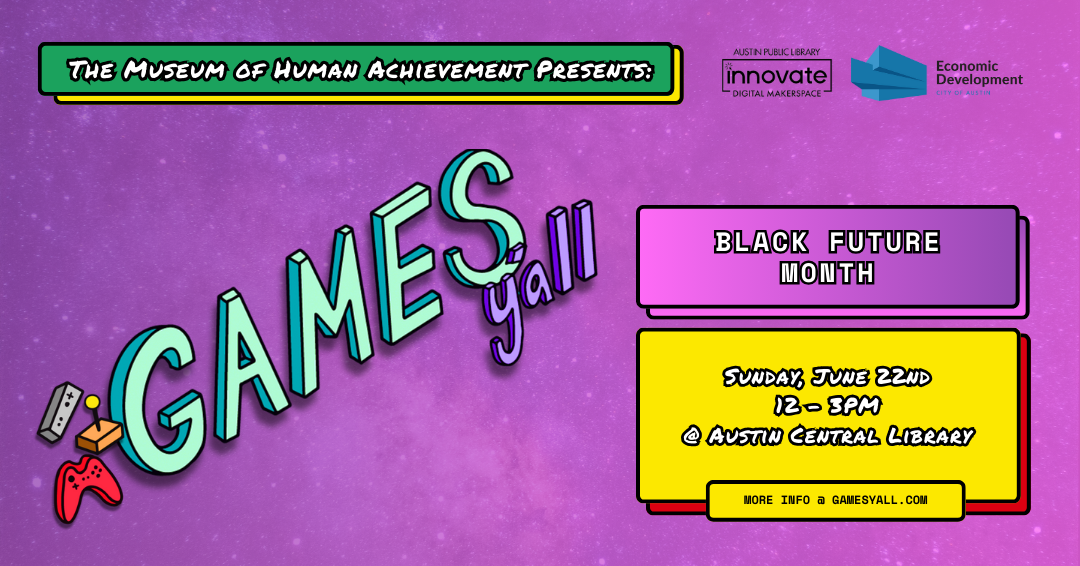 The Museum of Human Achievement Presents:
AUSTIN PUBLIC LIBRARY
innovate
DIGITAL MAKERSPACE
Economic
Development
CITY OF AUSTIN
GAMES
y'all
BLACK FUTURE
MONTH
Sunday, June 22nd
12 - 3PM
@ Austin Central Library
MORE INFO @ GAMESYALL.COM